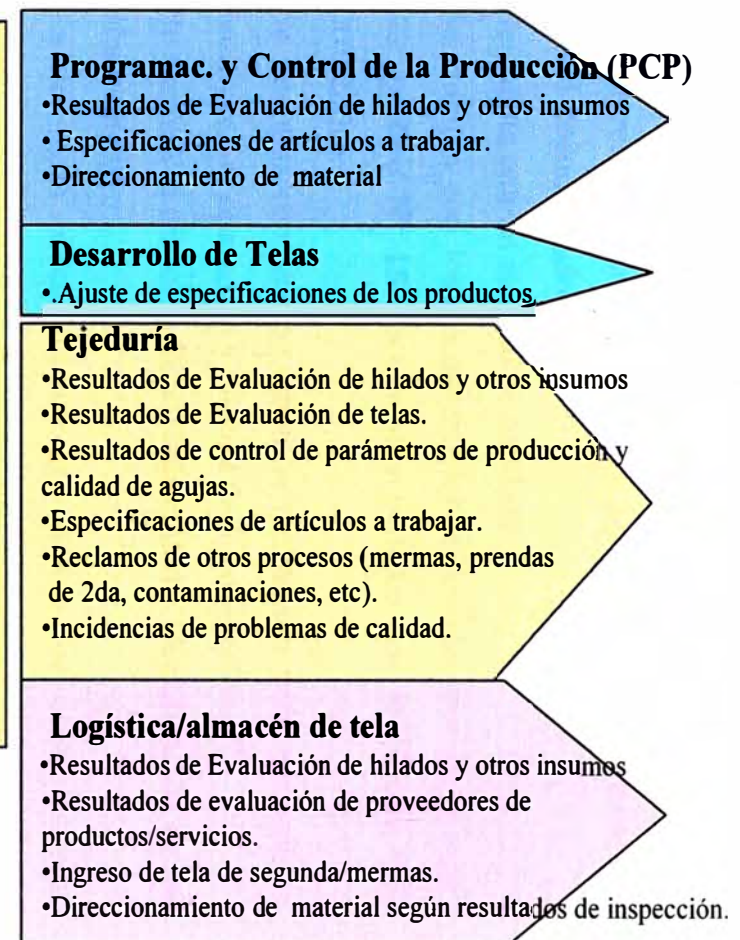 Programac. y Control de la Producción (PCP)
•Resultados de Evaluación de hilados y otros insumos
• Especificaciones de artículos a trabajar.
•Direccionamiento de material
Desarrollo de Telas
•.Ajuste de especificaciones de los productos.
Tejeduría
•Resultados de Evaluación de hilados y otros insumos
•Resultados de Evaluación de telas.
•Resultados de control de parámetros de producción y
calidad de agujas.
•Especificaciones de artículos a trabajar.
•Reclamos de otros procesos (mermas, prendas
de 2da, contaminaciones, etc).
•Incidencias de problemas de calidad.
Logística/almacén de tela
•Resultados de Evaluación de hilados y otros insumos
•Resultados de evaluación de proveedores de
productos/servicios.
•Ingreso de tela de segunda/mermas.
•Direccionamiento de material según resultados de inspección.